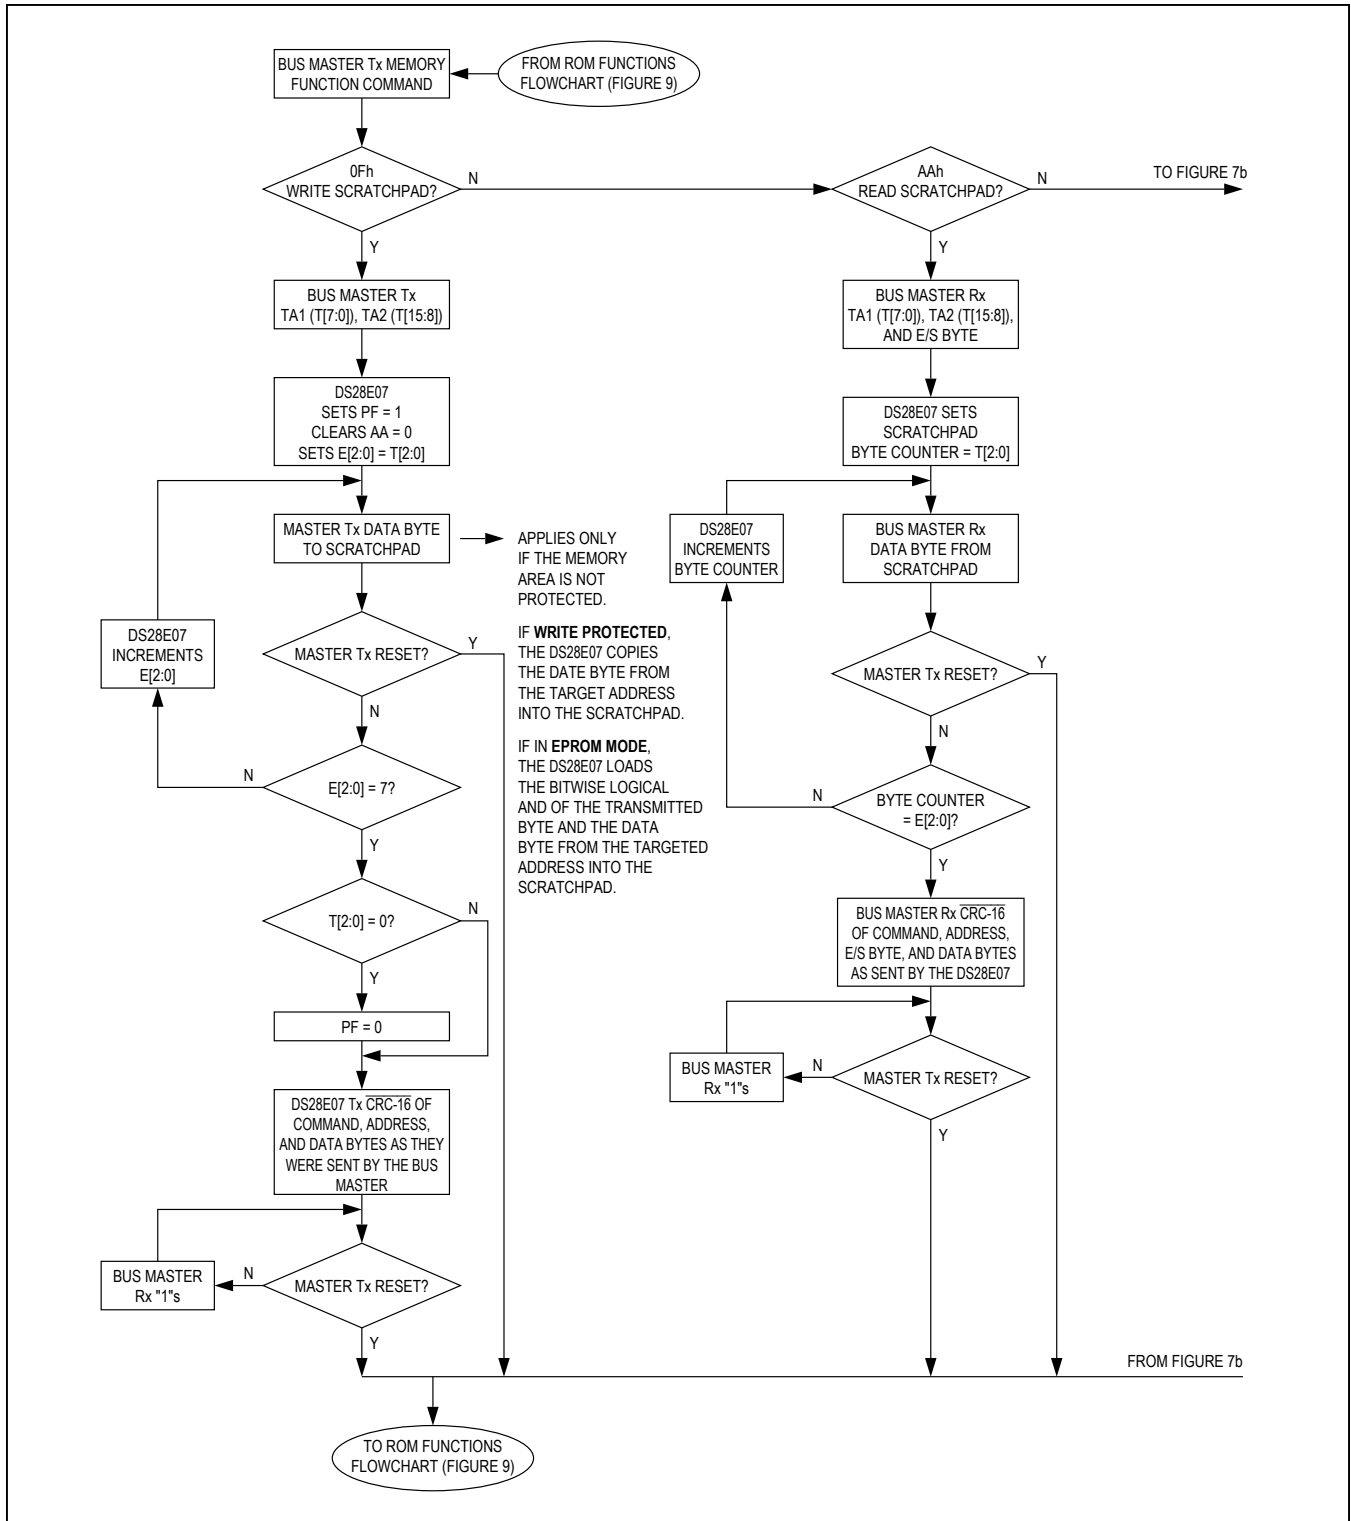 BUS MASTER Tx MEMORY
FUNCTION COMMAND
FROM ROM FUNCTIONS
FLOWCHART (FIGURE 9)
0Fh
WRITE SCRATCHPAD?
N
Y
AAh
READ SCRATCHPAD?
N
TO FIGURE 7b
Y
BUS MASTER Tx
TA1 (T[7:0]), TA2 (T[15:8])
DS28E07
SETS PF = 1
CLEARS AA = 0
SETS E[2:0] = T[2:0]
MASTER Tx DATA BYTE
TO SCRATCHPAD
APPLIES ONLY
IF THE MEMORY
AREA IS NOT
PROTECTED.
IF WRITE PROTECTED,
THE DS28E07 COPIES
THE DATE BYTE FROM
THE TARGET ADDRESS
INTO THE SCRATCHPAD.
IF IN EPROM MODE,
THE DS28E07 LOADS
THE BITWISE LOGICAL
AND OF THE TRANSMITTED
BYTE AND THE DATA
BYTE FROM THE TARGETED
ADDRESS INTO THE
SCRATCHPAD.
DS28E07
INCREMENTS
E[2:0]
MASTER Tx RESET?
Y
N
E[2:0] = 7?
N
Y
T[2:0] = 0?
N
Y
PF = 0
DS28E07 Tx CRC-16 OF
COMMAND, ADDRESS,
AND DATA BYTES AS THEY
WERE SENT BY THE BUS
MASTER
BUS MASTER
Rx "1"s
N
MASTER Tx RESET?
Y
BUS MASTER Rx
TA1 (T[7:0]), TA2 (T[15:8]),
AND E/S BYTE
DS28E07 SETS
SCRATCHPAD
BYTE COUNTER = T[2:0]
DS28E07
INCREMENTS
BYTE COUNTER
BUS MASTER Rx
DATA BYTE FROM
SCRATCHPAD
MASTER Tx RESET?
Y
N
BYTE COUNTER
= E[2:0]?
N
Y
BUS MASTER Rx CRC-16
OF COMMAND, ADDRESS,
E/S BYTE, AND DATA BYTES
AS SENT BY THE DS28E07
BUS MASTER
Rx "1"s
N
MASTER Tx RESET?
Y
FROM FIGURE 7b
TO ROM FUNCTIONS
FLOWCHART (FIGURE 9)